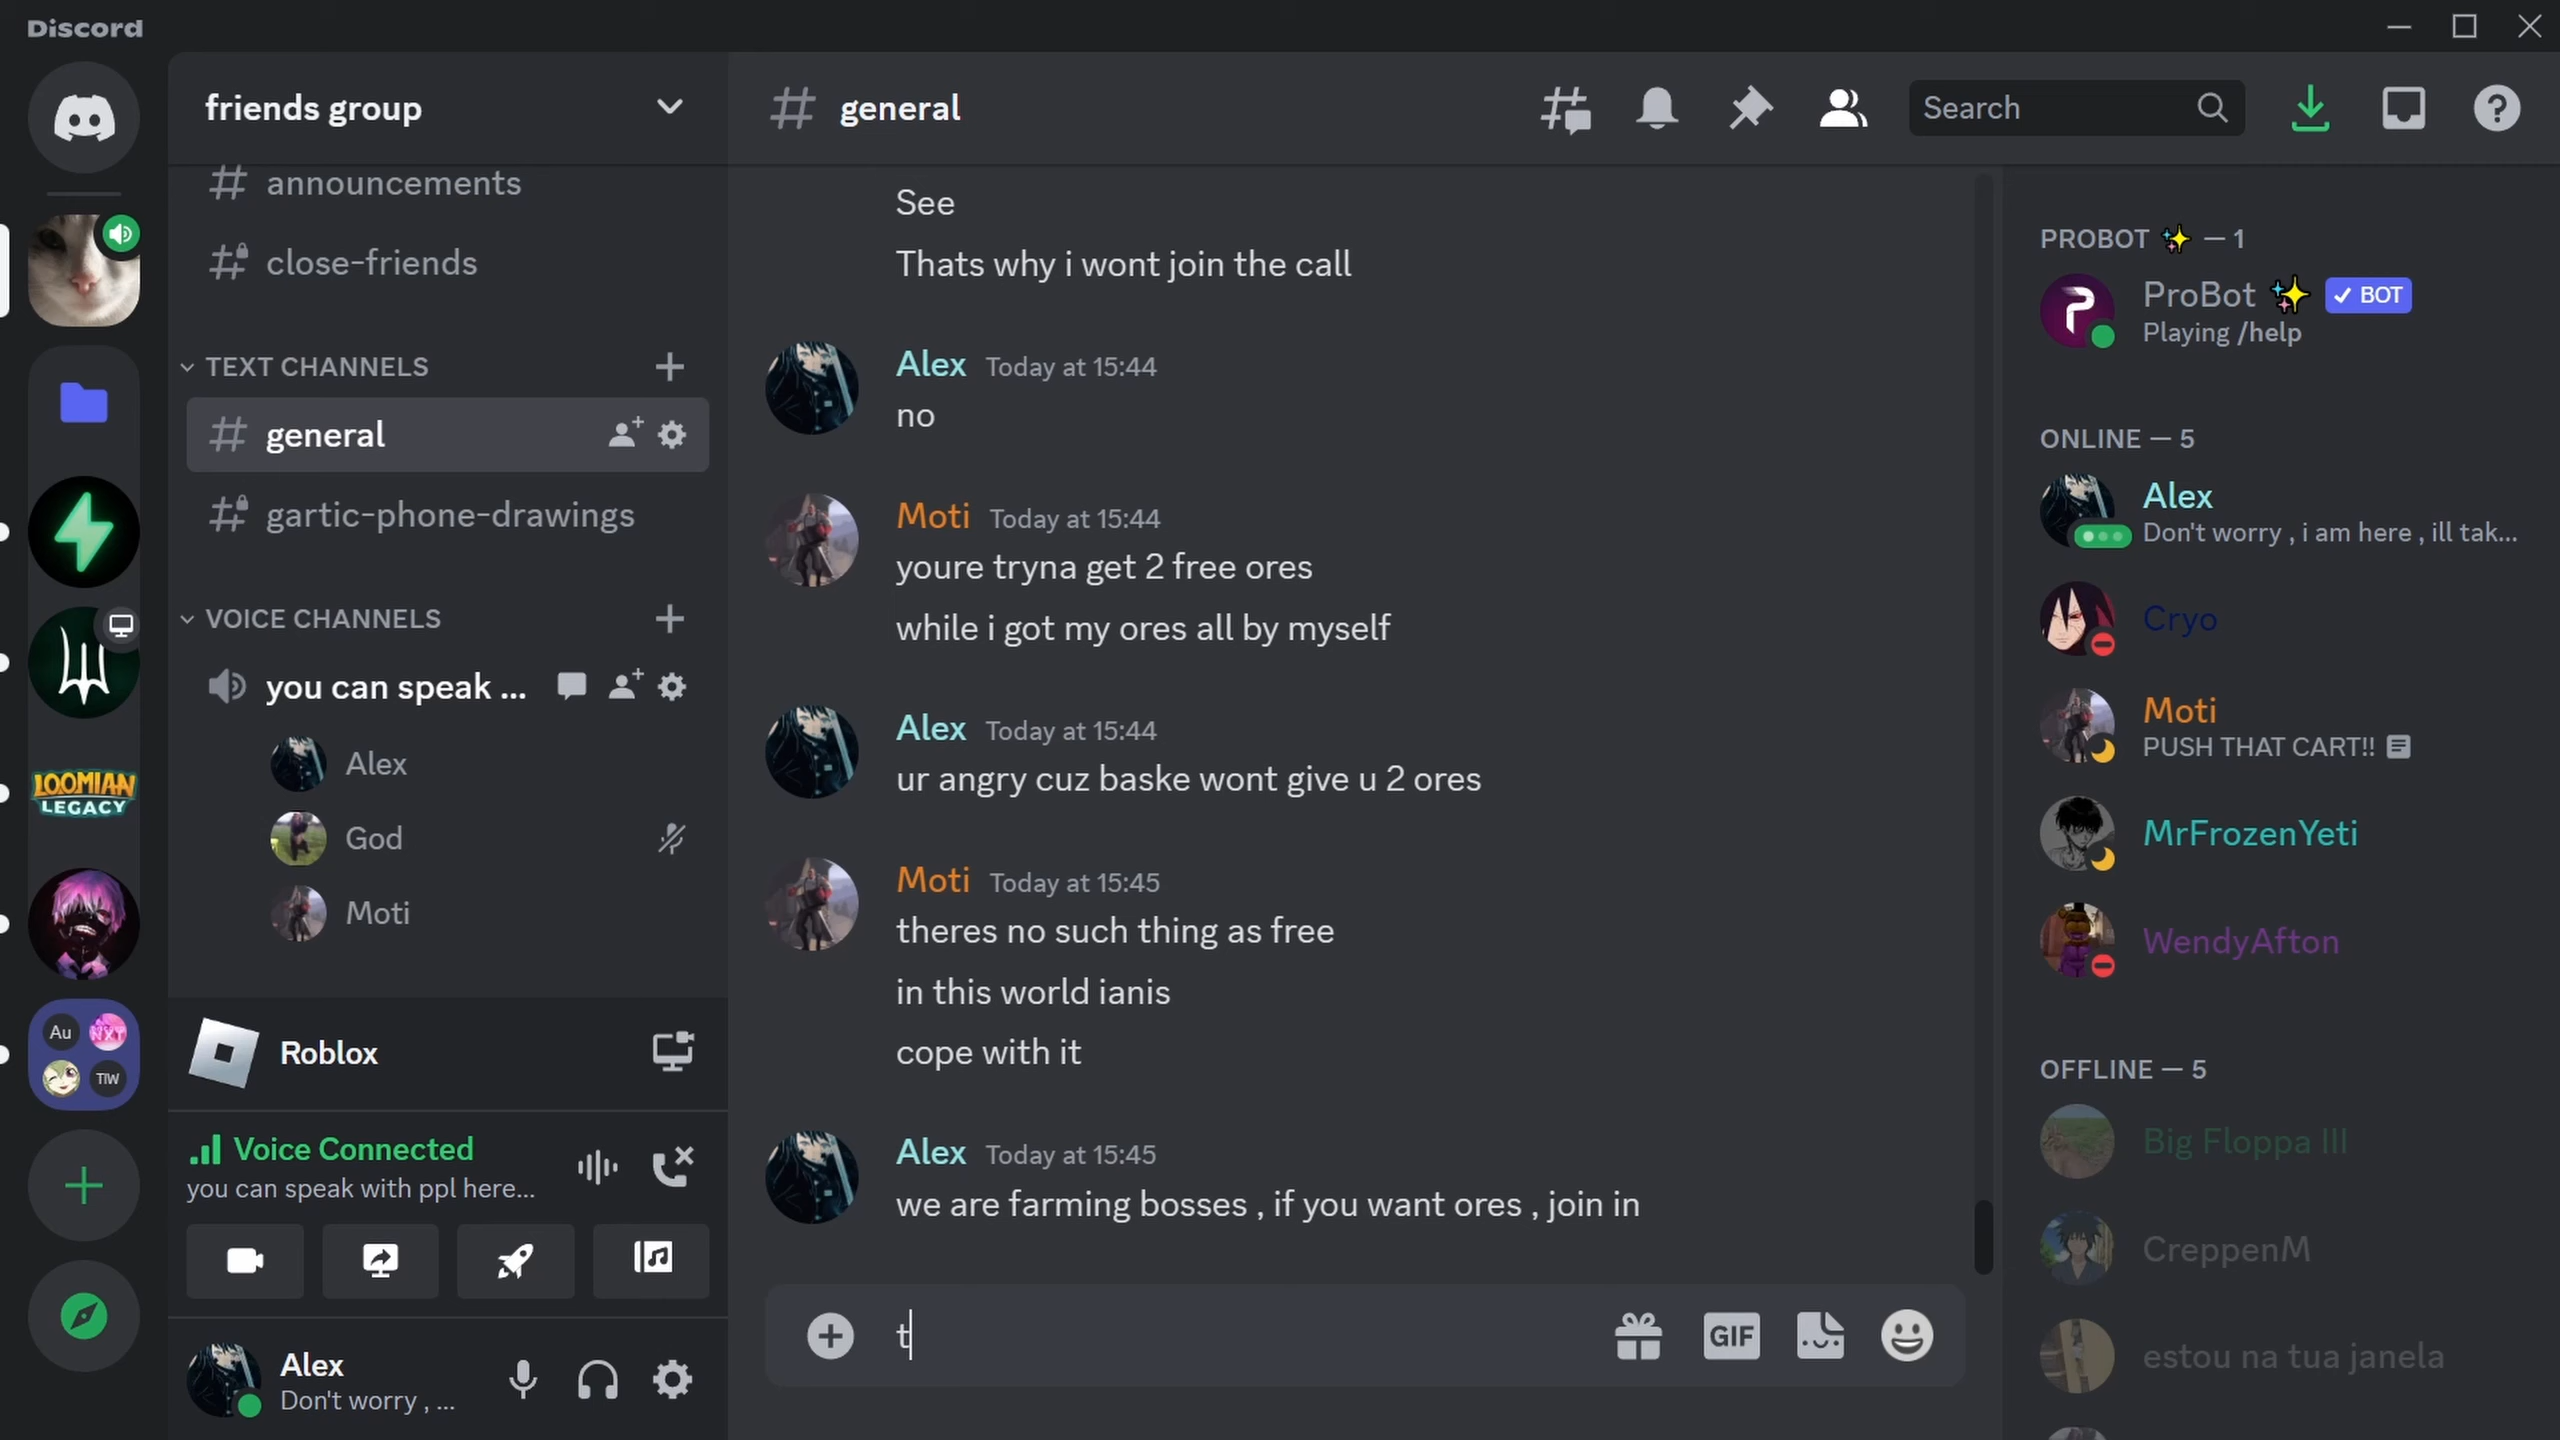 Discord
friends group
announcements
close-friends
TEXT CHANNELS
general
gartic-phone-drawings
VOICE CHANNELS
you can speak ...
Alex
God
Moti
LOOMIAN
LEGACY
Au
NXT
TIW
Roblox
Voice Connected
you can speak with ppl here...
Alex
Don't worry , ...
general
Search
See
Thats why i wont join the call
Alex Today at 15:44
no
Moti Today at 15:44
youre tryna get 2 free ores
while i got my ores all by myself
Alex Today at 15:44
ur angry cuz baske wont give u 2 ores
Moti Today at 15:45
theres no such thing as free
in this world ianis
cope with it
Alex Today at 15:45
we are farming bosses , if you want ores , join in
t
GIF
PROBOT ✨ — 1
ProBot ✨ ✓ BOT
Playing /help
ONLINE — 5
Alex
Don't worry , i am here , ill tak...
Cryo
Moti
PUSH THAT CART!!
MrFrozenYeti
WendyAfton
OFFLINE — 5
Big Floppa III
CreppenM
estou na tua janela